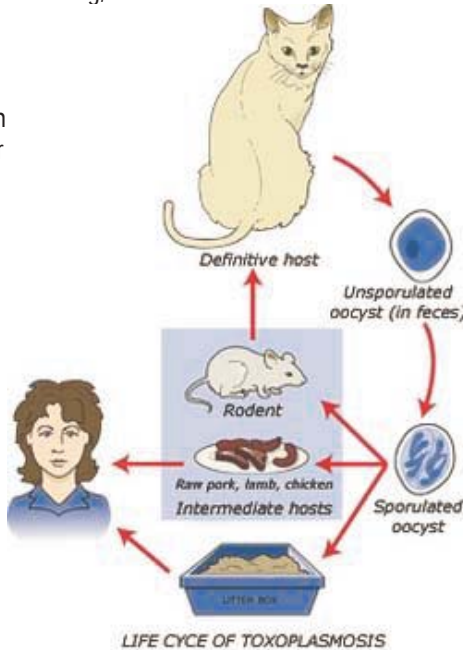 Definitive host
Unsporulated
oocyst (in feces)
Rodent
Raw pork, lamb, chicken
Intermediate hosts
Sporulated
oocyst
LITTER BOX
LIFE CYCE OF TOXOPLASMOSIS